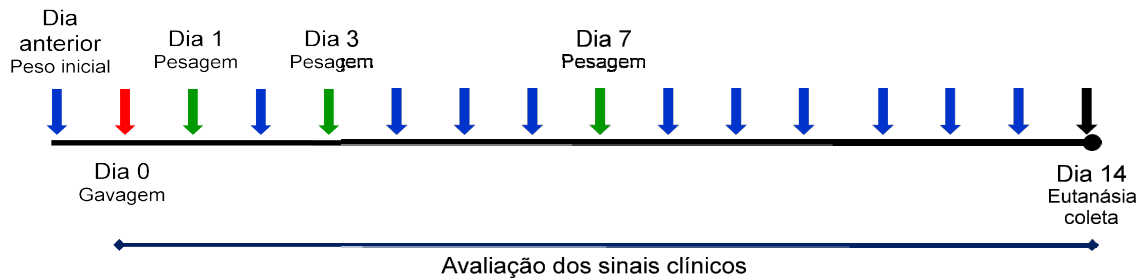 Dia
anterior
Peso inicial
Dia 1
Pesagem
Dia 3
Pesagem
Dia 7
Pesagem
Dia 0
Gavagem
Dia 14
Eutanásia
coleta
Avaliação dos sinais clínicos